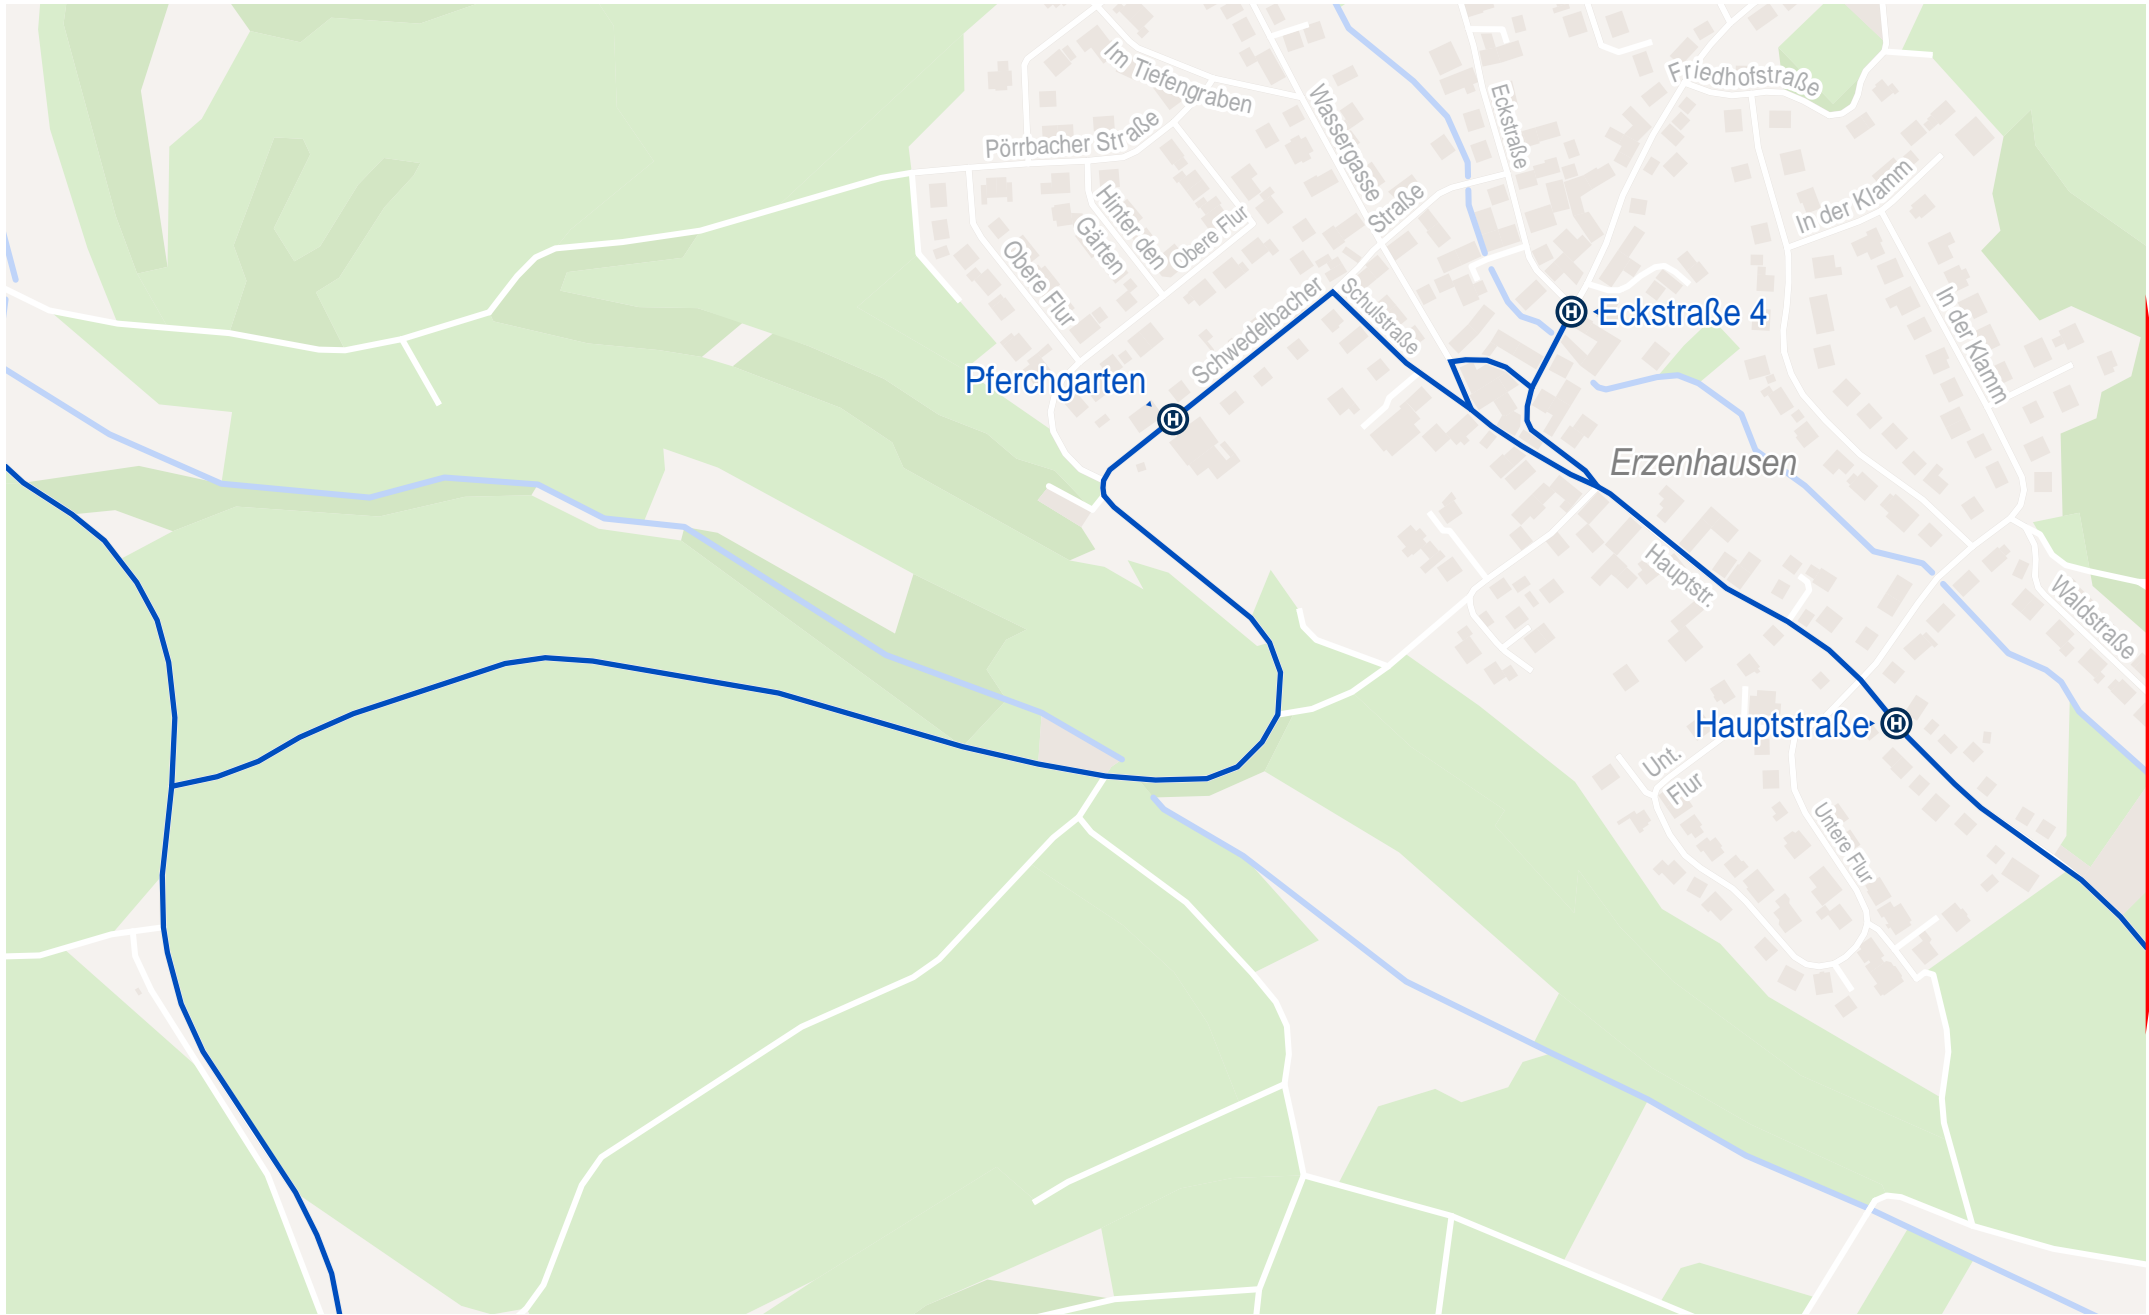 Im Tiefengraben
Friedhofstraße
Wassergasse
Eckstraße
Pörrbacher Straße
In der Klamm
Straße
Hinter den
Gärten
Obere Flur
Obere Flur
Schwedelbacher
Schulstraße
H
Eckstraße 4
In der Klamm
Pferchgarten
H
Erzenhausen
Hauptstr.
Waldstraße
Hauptstraße
H
Unt.
Flur
Untere Flur